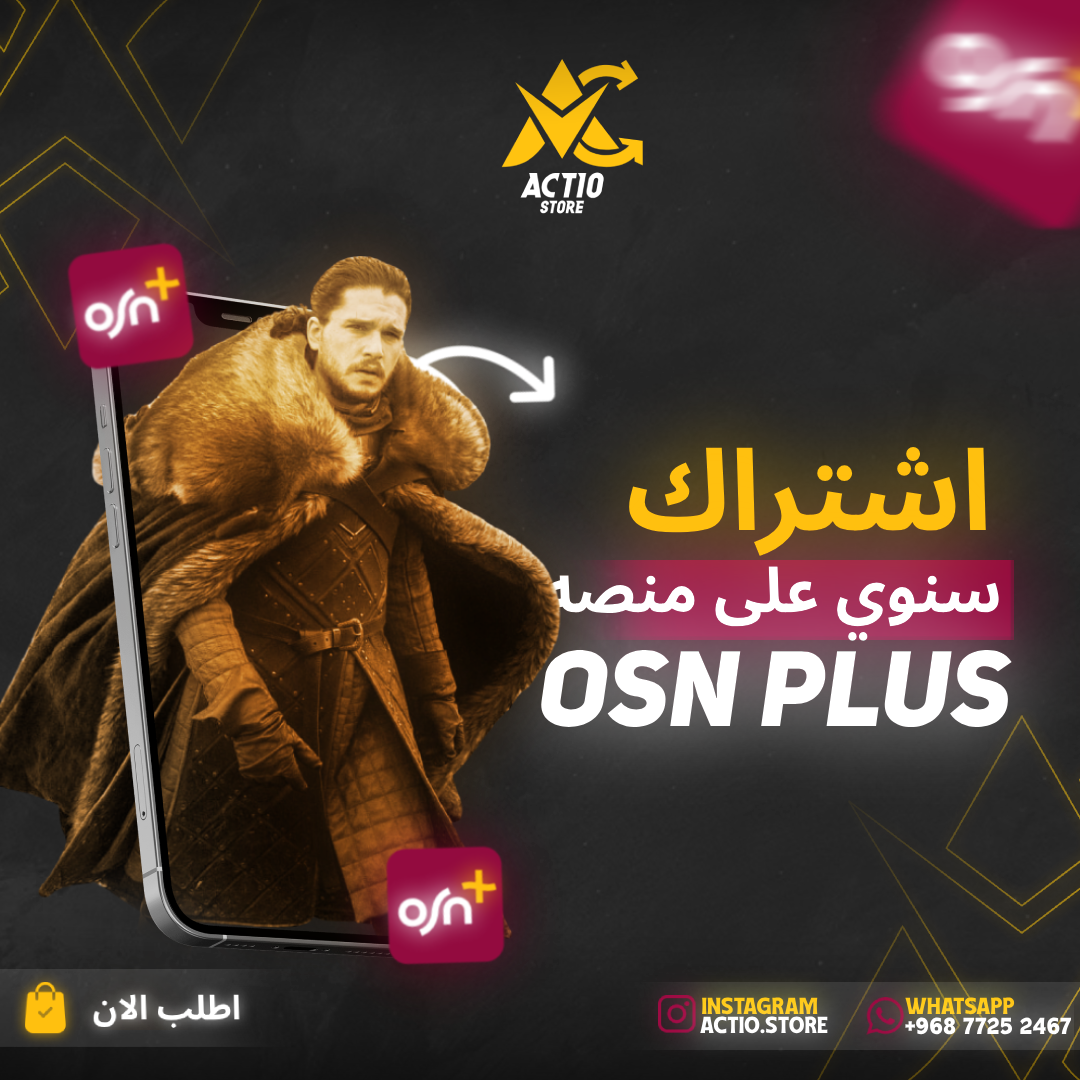 ACTIO
STORE
osn+
اشتراك
سنوي على منصه
OSN PLUS
osn+
اطلب الان
INSTAGRAM
ACTIO.STORE
WHATSAPP
+968 7725 2467